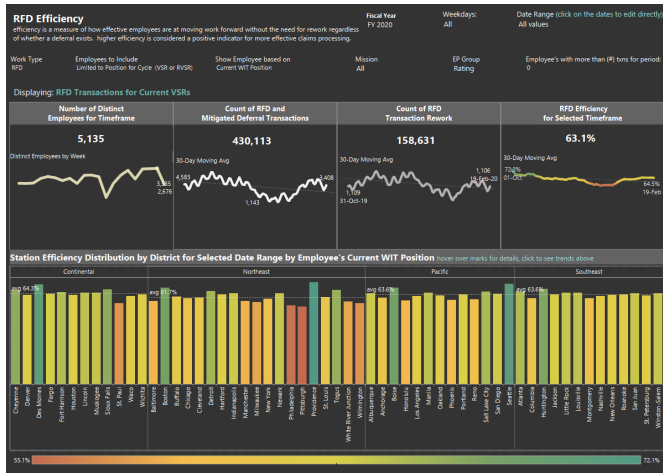 RFD Efficiency
efficiency is a measure of how effective employees are at moving work forward without the need for rework regardless
of whether a deferral exists. higher efficiency is considered a positive indicator for more effective claims processing.
Fiscal Year
FY 2020
Weekdays:
All
Date Range (click on the dates to edit directly)
All values
Work Type
RFD
Employees to Include
Limited to Position for Cycle (VSR or RVSR)
Show Employee based on
Current WIT Position
Mission
All
EP Group
Rating
Employee's with more than (#) txns for period:
0
Displaying: RFD Transactions for Current VSRs
Number of Distinct
Employees for Timeframe
Count of RFD and
Mitigated Deferral Transactions
Count of RFD
Transaction Rework
RFD Efficiency
for Selected Timeframe
5,135
430,113
158,631
63.1%
Distinct Employees by Week
2,676
30-Day Moving Avg
4,583
1,143
3,408
30-Day Moving Avg
1,109
31-Oct-19
1,106
19-Feb-20
30-Day Moving Avg
01-Oct
64.5%
19-Feb
Station Efficiency Distribution by District for Selected Date Range by Employee's Current WIT Position hover over marks for details, click to see trends above
Continental
Northeast
Pacific
Southeast
avg 64.3%
avg 61.7%
avg 63.6%
avg 63.6%
Cheyenne
Denver
Des Moines
Fargo
Fort Harrison
Houston
Lincoln
Muskogee
Sioux Falls
St. Paul
Waco
Wichita
Baltimore
Boston
Buffalo
Chicago
Cleveland
Detroit
Hartford
Indianapolis
Manchester
Milwaukee
New York
Newark
Philadelphia
Pittsburgh
Providence
St. Louis
Togus
White River Junction
Wilmington
Albuquerque
Anchorage
Boise
Honolulu
Los Angeles
Manila
Oakland
Phoenix
Portland
Reno
Salt Lake City
San Diego
Seattle
Atlanta
Columbia
Huntington
Jackson
Little Rock
Louisville
Montgomery
Nashville
New Orleans
Roanoke
San Juan
St. Petersburg
Winston-Salem
55.1%
72.1%